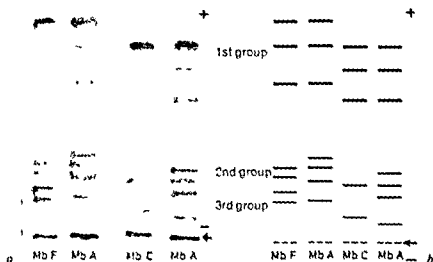 + +
1st group
2nd group
3rd group
a Mb F Mb A Mb C Mb A Mb F Mb A Mb C Mb A b